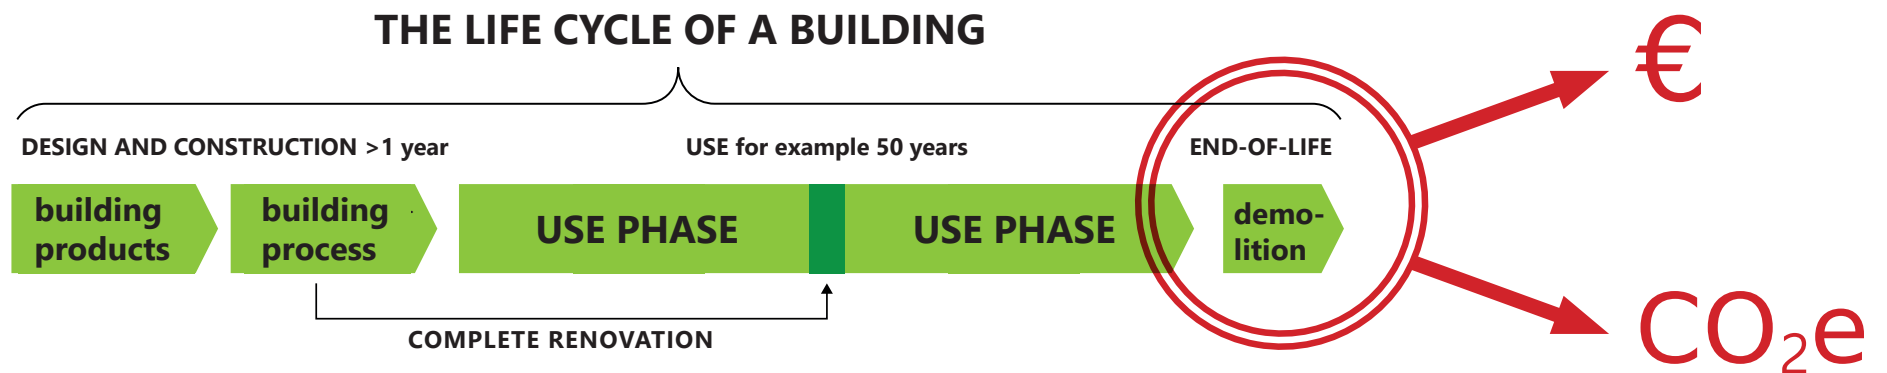 THE LIFE CYCLE OF A BUILDING
€
DESIGN AND CONSTRUCTION >1 year
USE for example 50 years
END-OF-LIFE
building
products
building
process
USE PHASE
USE PHASE
demo-
lition
COMPLETE RENOVATION
CO₂e